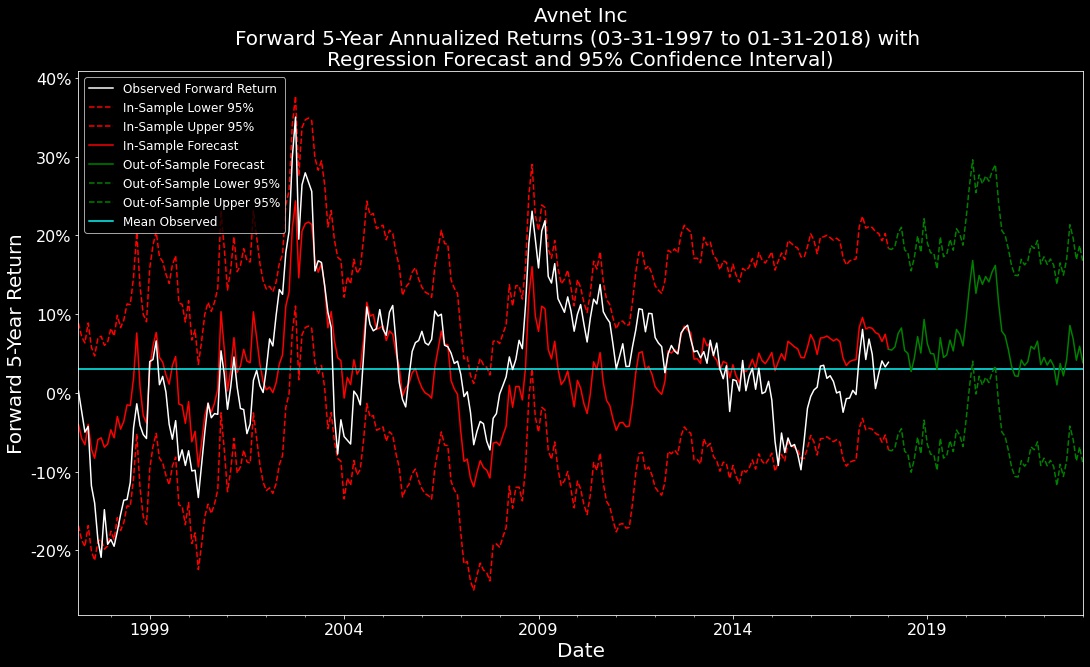 Avnet Inc
Forward 5-Year Annualized Returns (03-31-1997 to 01-31-2018) with
Regression Forecast and 95% Confidence Interval)
Forward 5-Year Return
40%
30%
20%
10%
0%
-10%
-20%
Observed Forward Return
In-Sample Lower 95%
In-Sample Upper 95%
In-Sample Forecast
Out-of-Sample Forecast
Out-of-Sample Lower 95%
Out-of-Sample Upper 95%
Mean Observed
1999
2004
2009
2014
2019
Date